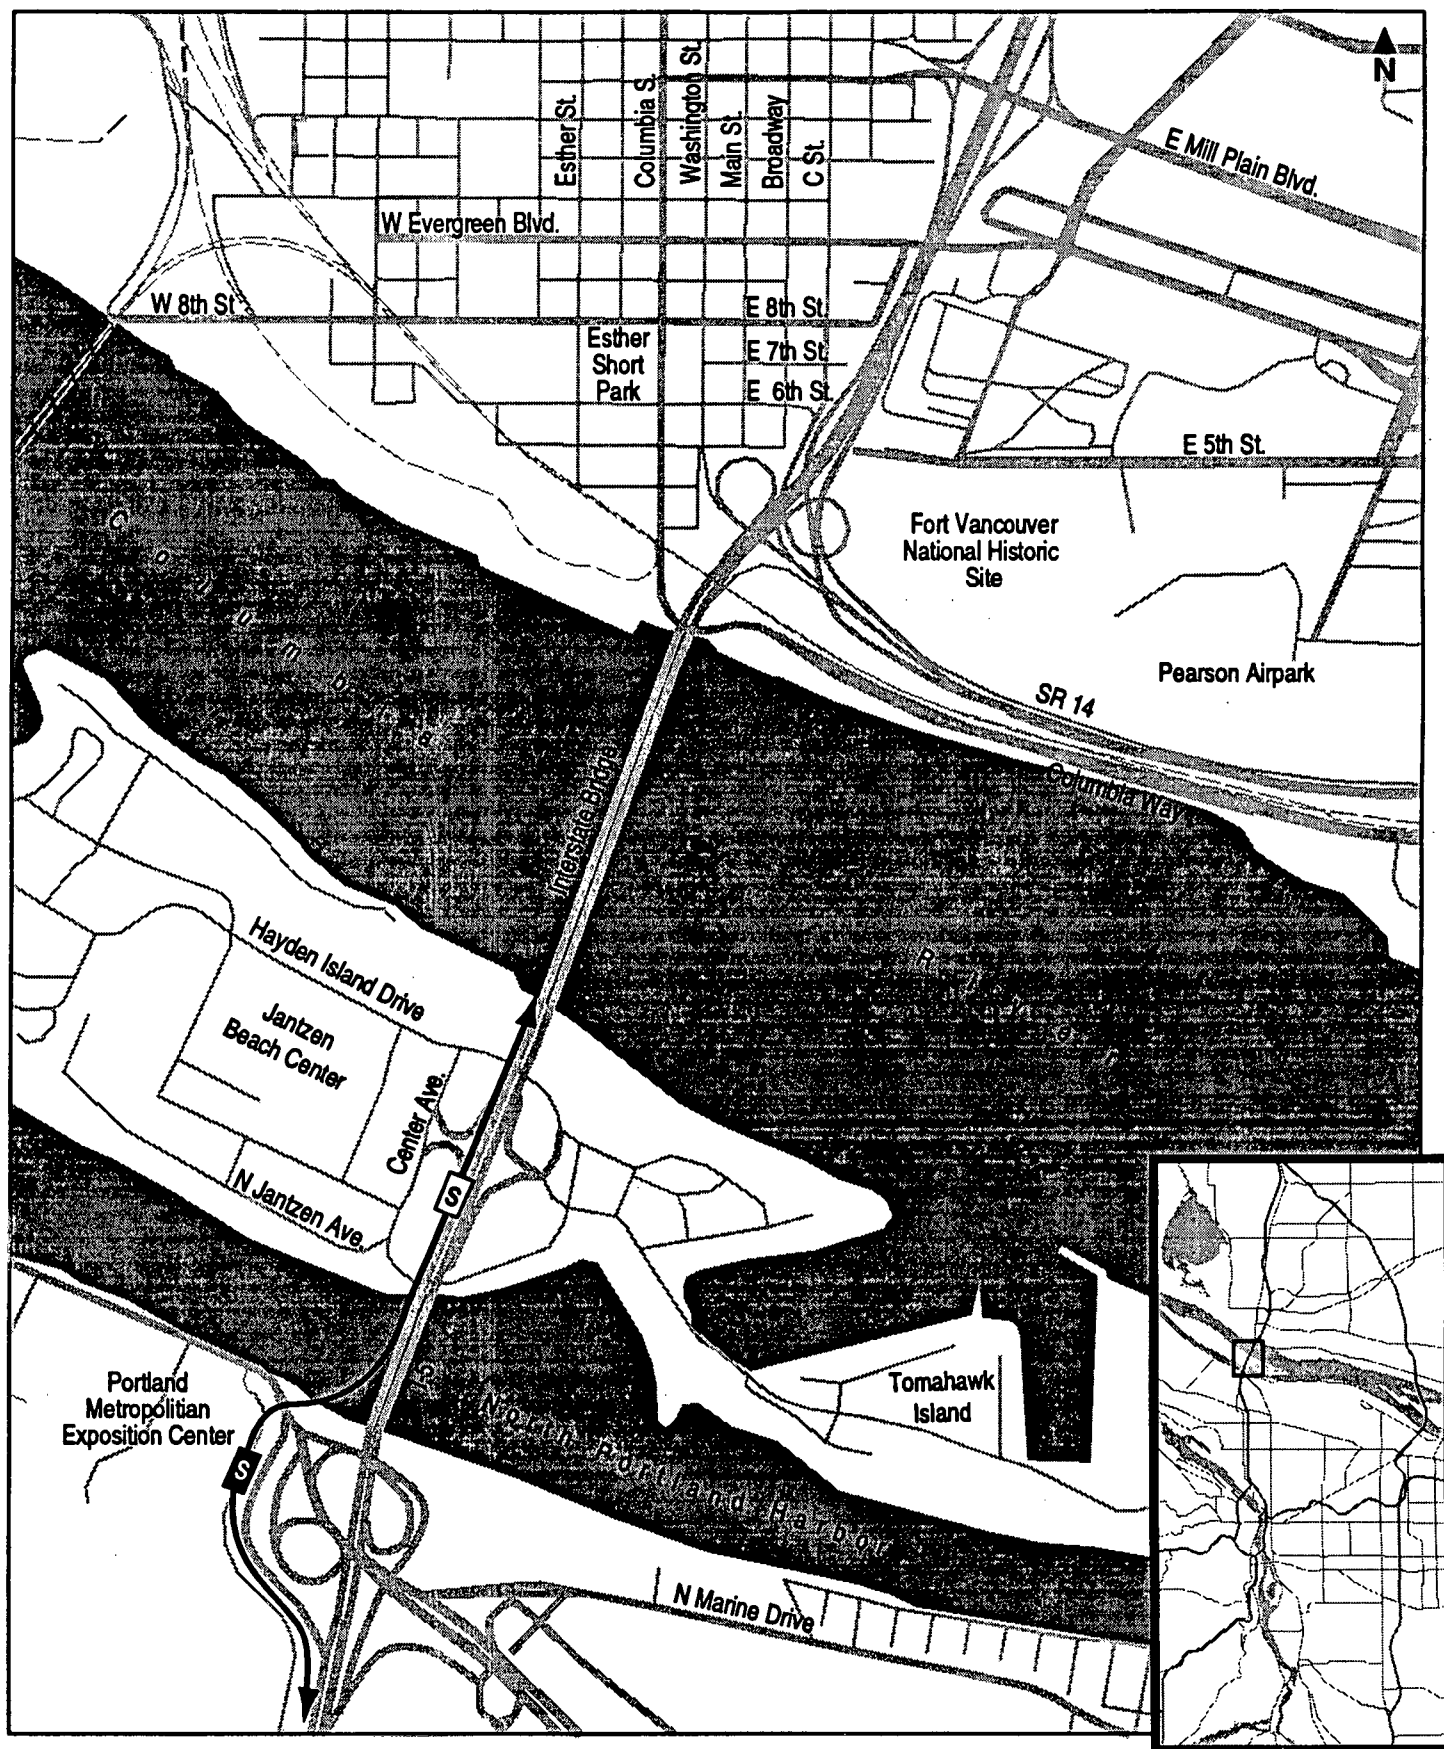 N
Esther St.
Columbia S.
Washington St.
Main St.
Broadway
C St.
E Mill Plain Blvd.
W Evergreen Blvd.
W 8th St
E 8th St.
Esther
Short
Park
E 7th St.
E 6th St.
E 5th St.
Fort Vancouver
National Historic
Site
Pearson Airpark
SR 14
Columbia Way
Columbia
River
Interstate Bridge
Hayden Island Drive
Jantzen
Beach Center
Center Ave.
N Jantzen Ave.
S
Portland
Metropolitian
Exposition Center
S
Tomahawk
Island
North Portland Harbor
N Marine Drive